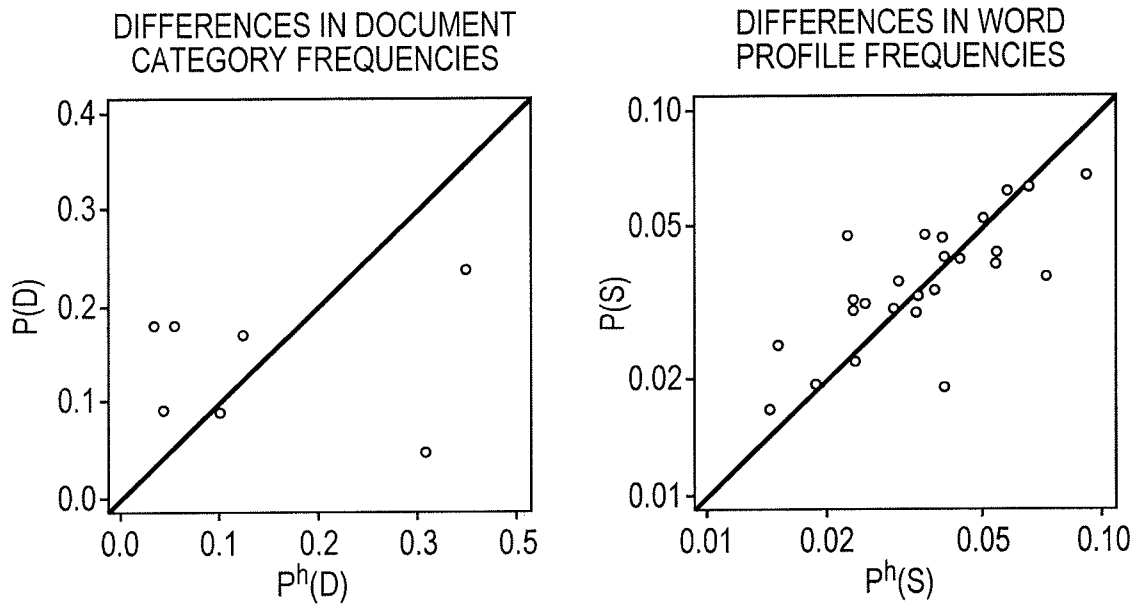 DIFFERENCES IN DOCUMENT
CATEGORY FREQUENCIES
0.4
0.3
0.2
0.1
0.0
P(D)
0.0 0.1 0.2 0.3 0.5
Pʰ(D)
DIFFERENCES IN WORD
PROFILE FREQUENCIES
0.10
0.05
0.02
0.01
P(S)
0.01 0.02 0.05 0.10
Pʰ(S)